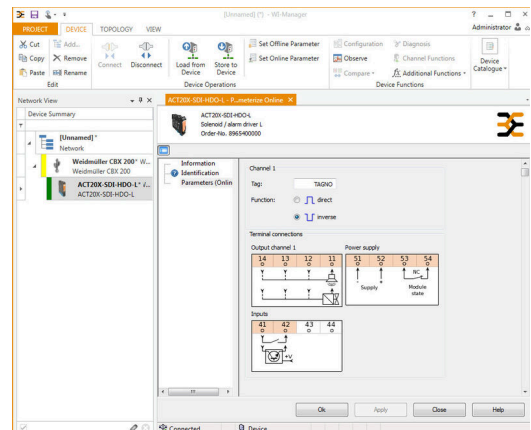 [Unnamed] (*) - WI-Manager
PROJECT DEVICE TOPOLOGY VIEW
Administrator
Cut
Copy
Paste
Add...
Remove
Rename
Edit
Connect
Disconnect
Load from Device
Store to Device
Set Offline Parameter
Set Online Parameter
Device Operations
Configuration
Observe
Compare
Diagnosis
Channel Functions
Additional Functions
Device Functions
Device Catalogue
Network View
Device Summary
[Unnamed] *
Network
Weidmüller CBX 200* W...
Weidmüller CBX 200
ACT20X-SDI-HDO-L* /...
ACT20X-SDI-HDO-L
ACT20X-SDI-HDO-L - P...meterize Online
ACT20X-SDI-HDO-L
Solenoid / alarm driver L
Order-No. 8965400000
Information
Identification
Parameters (Onlin
Channel 1
Tag: TAGNO
Function: direct
inverse
Terminal connections
Output channel 1
Power supply
14 13 12 11
51 52 53 54
NC
- +
Supply
Module state
Inputs
41 42 43 44
+V
Ok Apply Close Help
Connected Device